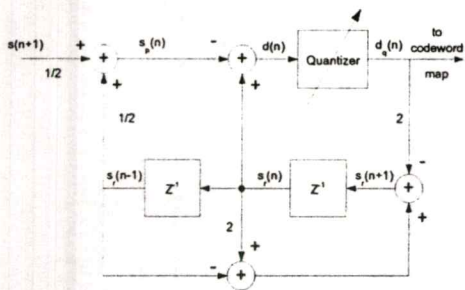 s(n+1)
+
1/2
+
+
s_p(n)
-
+
+
d(n)
Quantizer
d_q(n)
to
codeword
map
1/2
2
s_r(n-1)
Z⁻¹
s_r(n)
Z⁻¹
s_r(n+1)
-
+
+
2
+
-
+